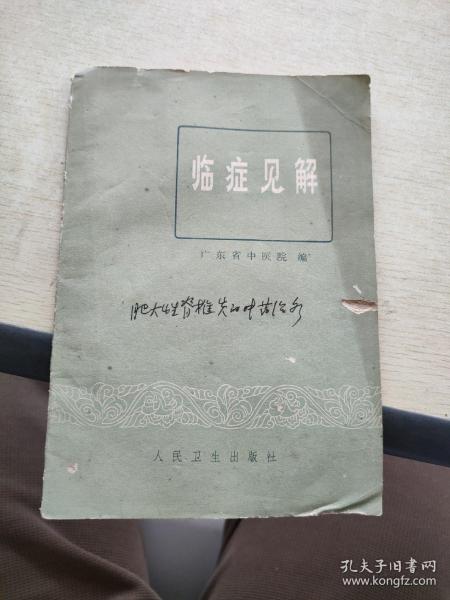 临症见解
广东省中医院 编
肥大性脊椎炎的中药治疗
人民卫生出版社
孔夫子旧书网
www.kongfz.com